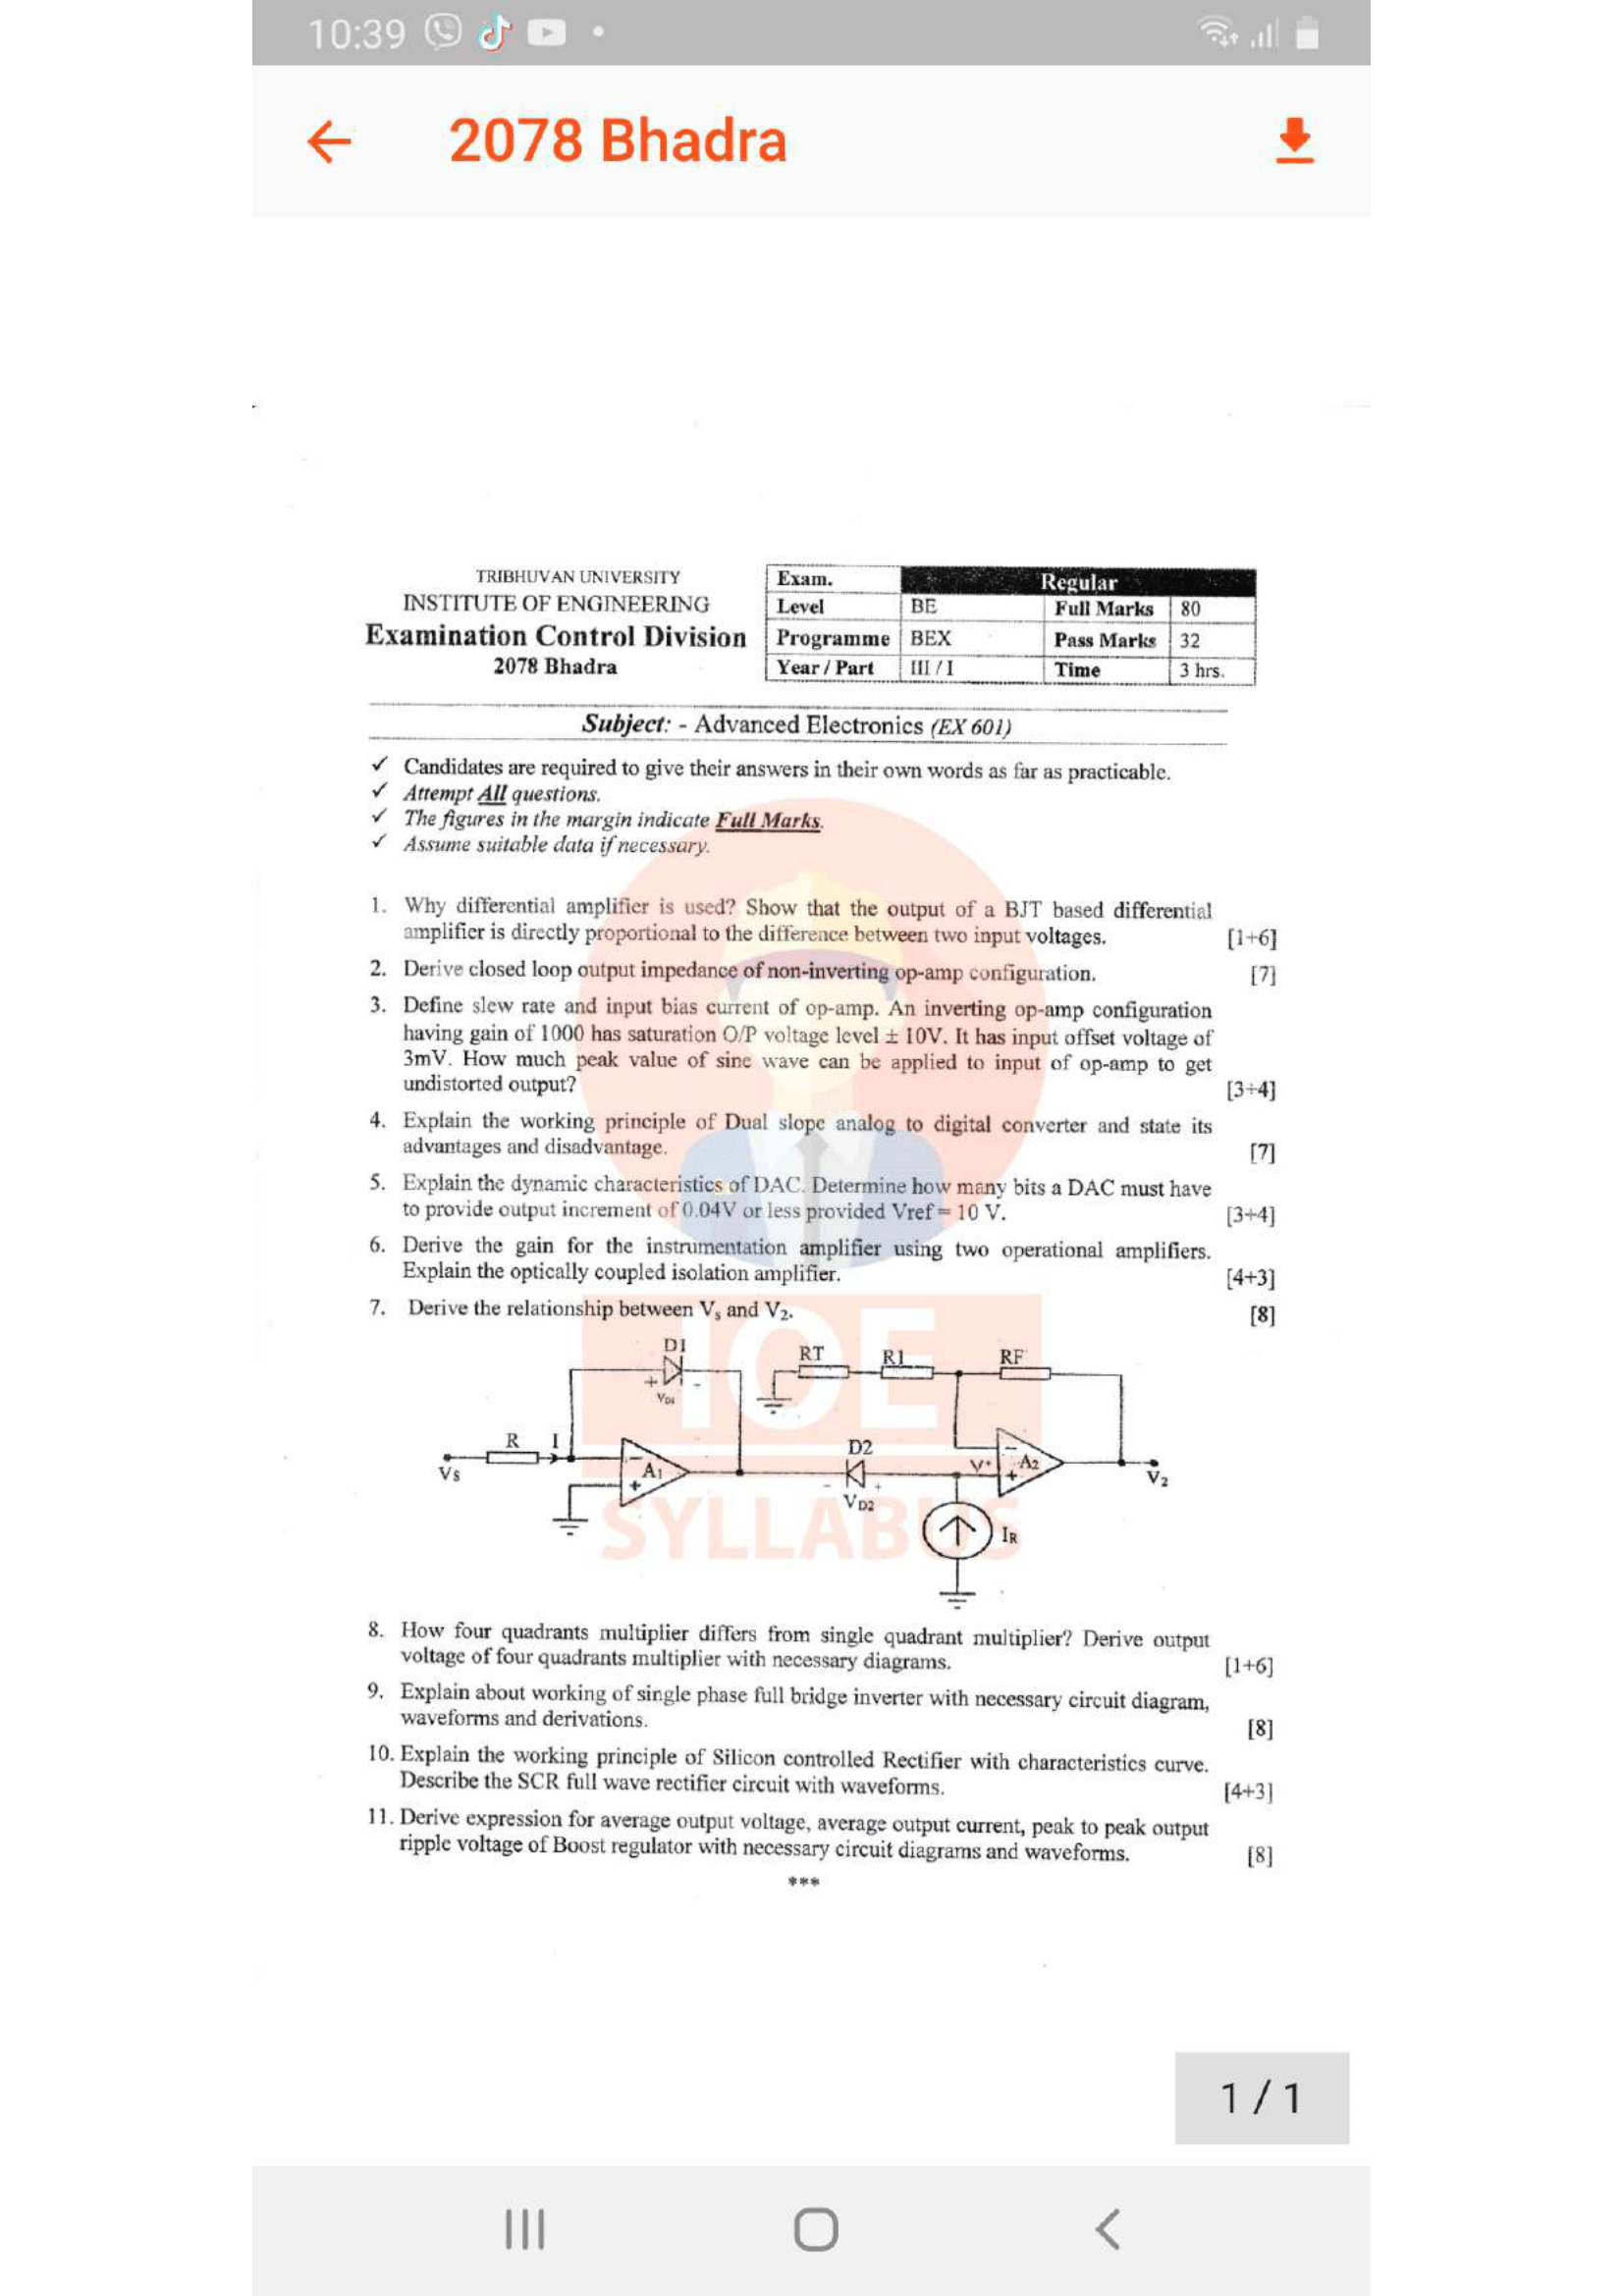 10:39
2078 Bhadra
TRIBHUVAN UNIVERSITY
INSTITUTE OF ENGINEERING
Examination Control Division
2078 Bhadra
Exam. Regular
Level BE Full Marks 80
Programme BEX Pass Marks 32
Year / Part III / I Time 3 hrs.
Subject: - Advanced Electronics (EX 601)
✓ Candidates are required to give their answers in their own words as far as practicable.
✓ Attempt All questions.
✓ The figures in the margin indicate Full Marks.
✓ Assume suitable data if necessary.
1. Why differential amplifier is used? Show that the output of a BJT based differential
amplifier is directly proportional to the difference between two input voltages. [1+6]
2. Derive closed loop output impedance of non-inverting op-amp configuration. [7]
3. Define slew rate and input bias current of op-amp. An inverting op-amp configuration
having gain of 1000 has saturation O/P voltage level ± 10V. It has input offset voltage of
3mV. How much peak value of sine wave can be applied to input of op-amp to get
undistorted output? [3+4]
4. Explain the working principle of Dual slope analog to digital converter and state its
advantages and disadvantage. [7]
5. Explain the dynamic characteristics of DAC. Determine how many bits a DAC must have
to provide output increment of 0.04V or less provided Vref = 10 V. [3+4]
6. Derive the gain for the instrumentation amplifier using two operational amplifiers.
Explain the optically coupled isolation amplifier. [4+3]
7. Derive the relationship between Vs and V2. [8]
D1
RT R1 RF
+ -
VD1
R I D2
Vs - A1 + V+ - A2 + V2
- +
VD2
IR
IOE
SYLLABUS
8. How four quadrants multiplier differs from single quadrant multiplier? Derive output
voltage of four quadrants multiplier with necessary diagrams. [1+6]
9. Explain about working of single phase full bridge inverter with necessary circuit diagram,
waveforms and derivations. [8]
10. Explain the working principle of Silicon controlled Rectifier with characteristics curve.
Describe the SCR full wave rectifier circuit with waveforms. [4+3]
11. Derive expression for average output voltage, average output current, peak to peak output
ripple voltage of Boost regulator with necessary circuit diagrams and waveforms. [8]
***
1 / 1